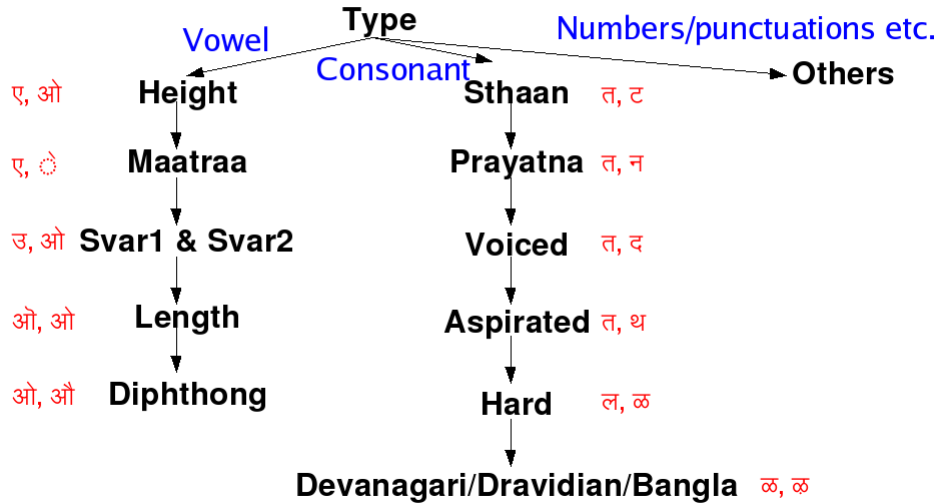 Type
Vowel
Consonant
Numbers/punctuations etc.
Others
ए, ओ Height
Sthaan त, ट
ए, े Maatraa
Prayatna त, न
उ, ओ Svar1 & Svar2
Voiced त, द
ऒ, ओ Length
Aspirated त, थ
ओ, औ Diphthong
Hard ल, ळ
Devanagari/Dravidian/Bangla ळ, ऴ